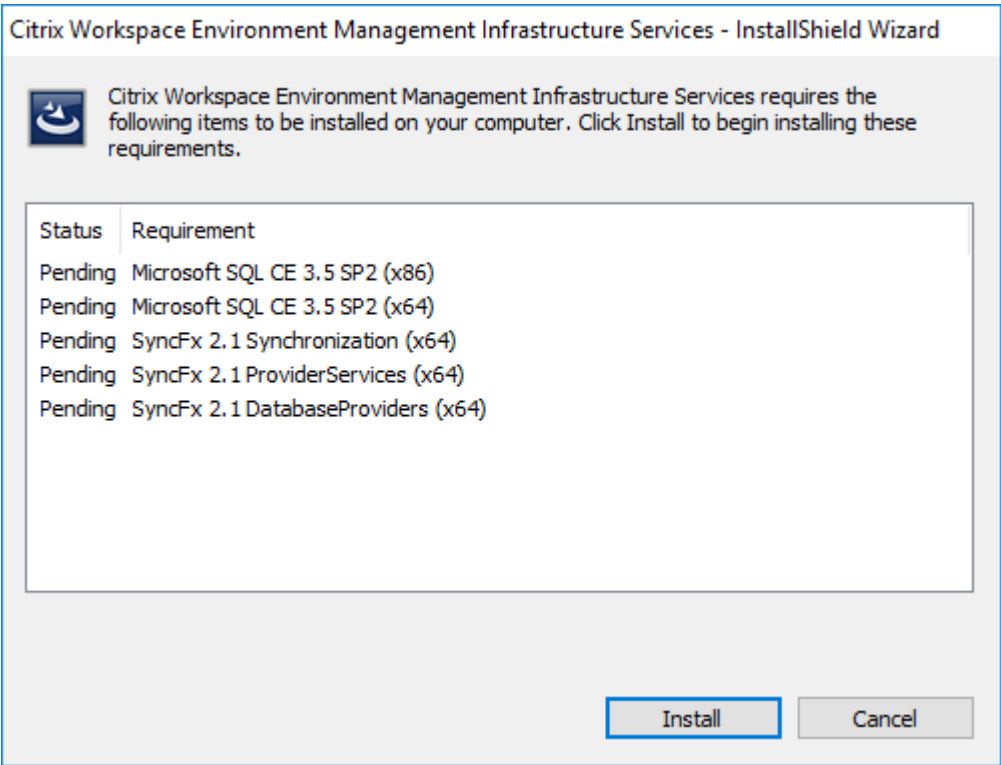 Citrix Workspace Environment Management Infrastructure Services - InstallShield Wizard
Citrix Workspace Environment Management Infrastructure Services requires the
following items to be installed on your computer. Click Install to begin installing these
requirements.
Status Requirement
Pending Microsoft SQL CE 3.5 SP2 (x86)
Pending Microsoft SQL CE 3.5 SP2 (x64)
Pending SyncFx 2.1 Synchronization (x64)
Pending SyncFx 2.1 ProviderServices (x64)
Pending SyncFx 2.1 DatabaseProviders (x64)
Install Cancel